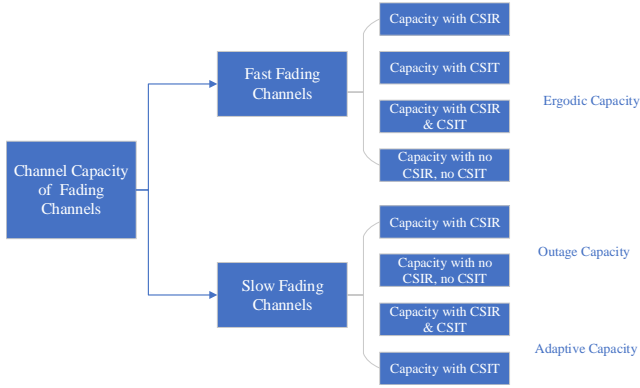 Channel Capacity
of Fading
Channels
Fast Fading
Channels
Capacity with CSIR
Capacity with CSIT
Capacity with CSIR
& CSIT
Capacity with no
CSIR, no CSIT
Ergodic Capacity
Slow Fading
Channels
Capacity with CSIR
Capacity with no
CSIR, no CSIT
Capacity with CSIR
& CSIT
Capacity with CSIT
Outage Capacity
Adaptive Capacity